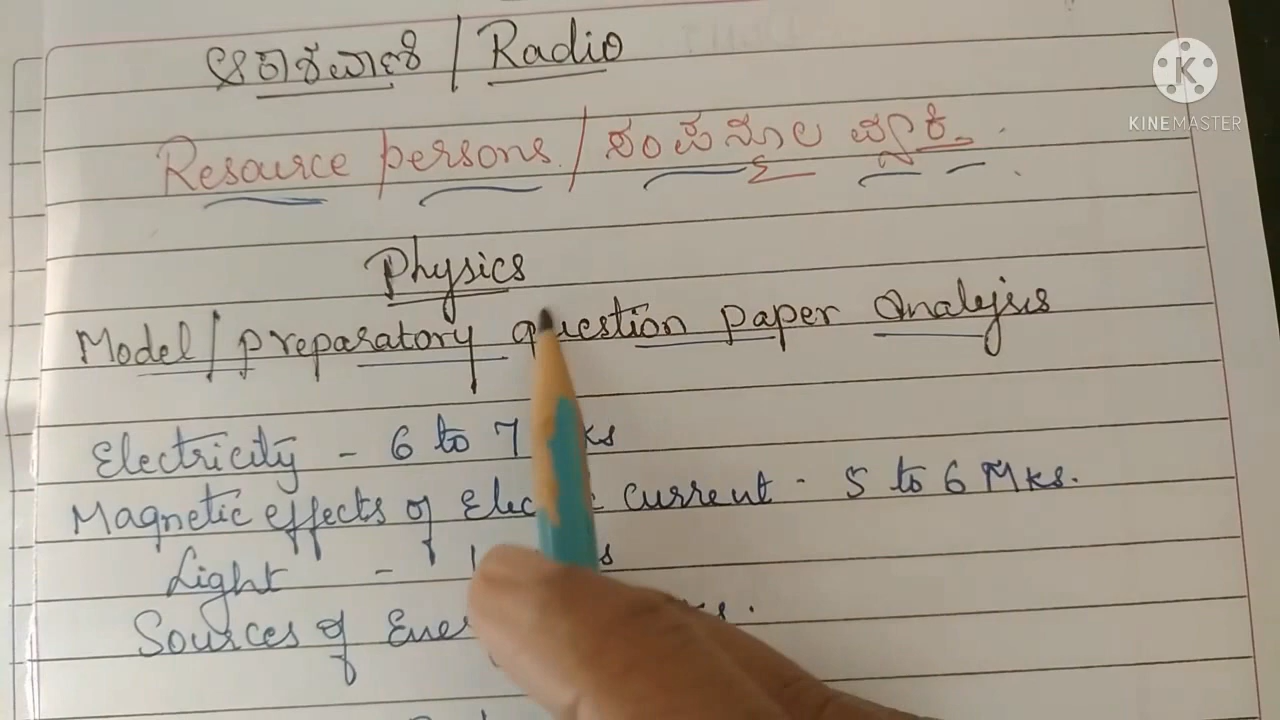 ಆಕಾಶವಾಣಿ / Radio
KINEMASTER
Resource persons / ಸಂಪನ್ಮೂಲ ವ್ಯಕ್ತಿ
Physics
Model / preparatory question paper Analysis
Electricity - 6 to 7
Magnetic effects of current - 5 to 6 Mks.
Light -
Sources of